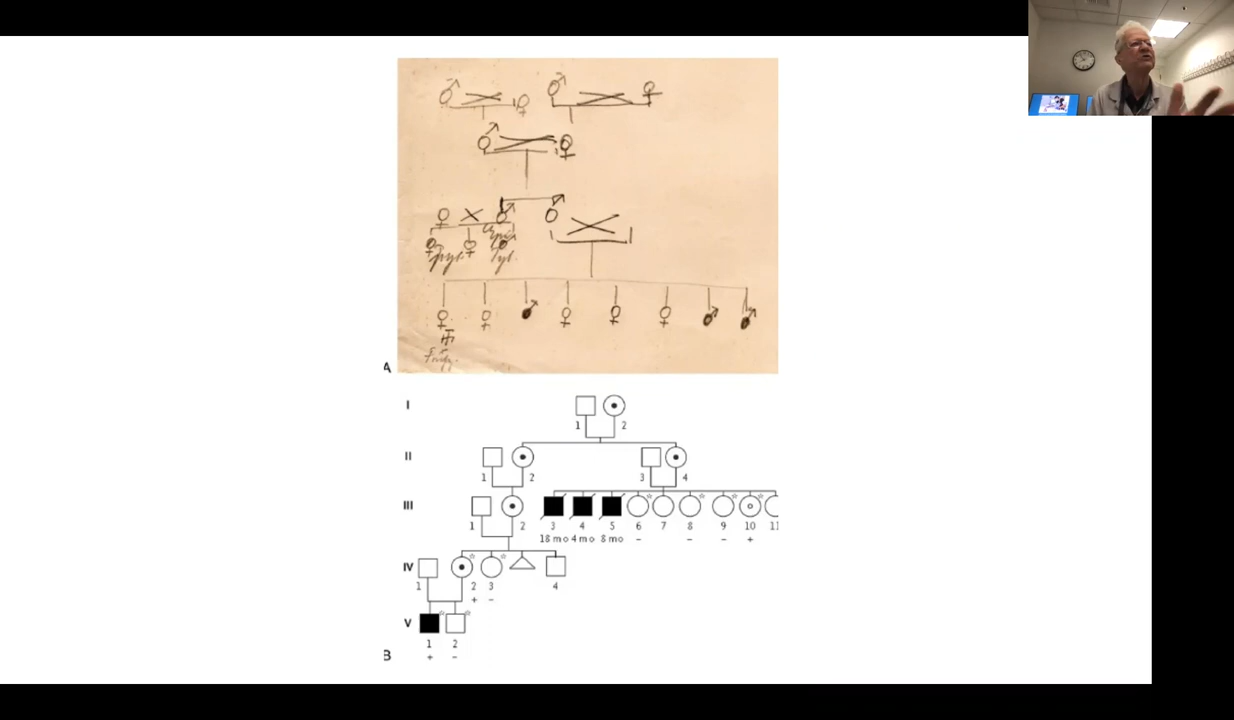 A
I
1 2
II
1 2 3 4
III
1 2 3 4 5 6 7 8 9 10 11
18 mo 4 mo 8 mo - - - +
IV
1 2 3 4
+ -
V
1 2
+ -
B